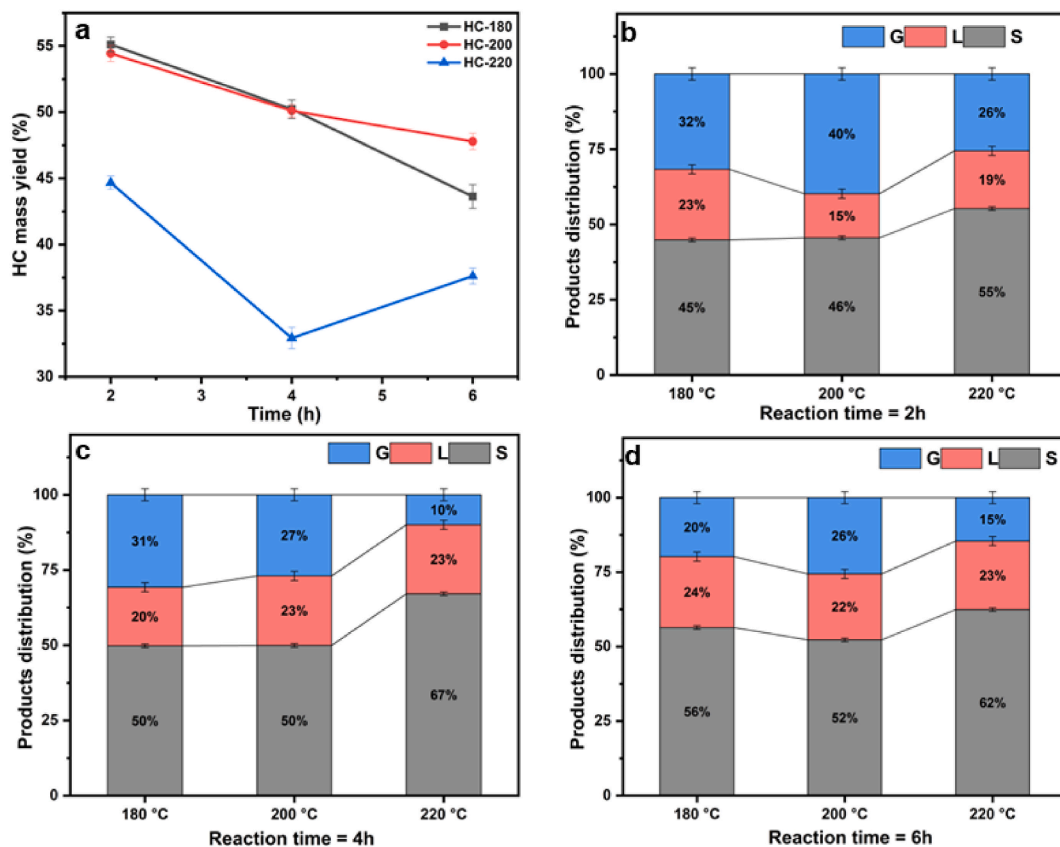 a
HC-180
HC-200
HC-220
HC mass yield (%)
55
50
45
40
35
30
2
3
4
5
6
Time (h)
b
G L S
Products distribution (%)
100
75
50
25
0
32%
40%
26%
23%
15%
19%
45%
46%
55%
180 °C
200 °C
220 °C
Reaction time = 2h
c
G L S
Products distribution (%)
100
75
50
25
0
31%
27%
10%
20%
23%
23%
50%
50%
67%
180 °C
200 °C
220 °C
Reaction time = 4h
d
G L S
Products distribution (%)
100
75
50
25
0
20%
26%
15%
24%
22%
23%
56%
52%
62%
180 °C
200 °C
220 °C
Reaction time = 6h